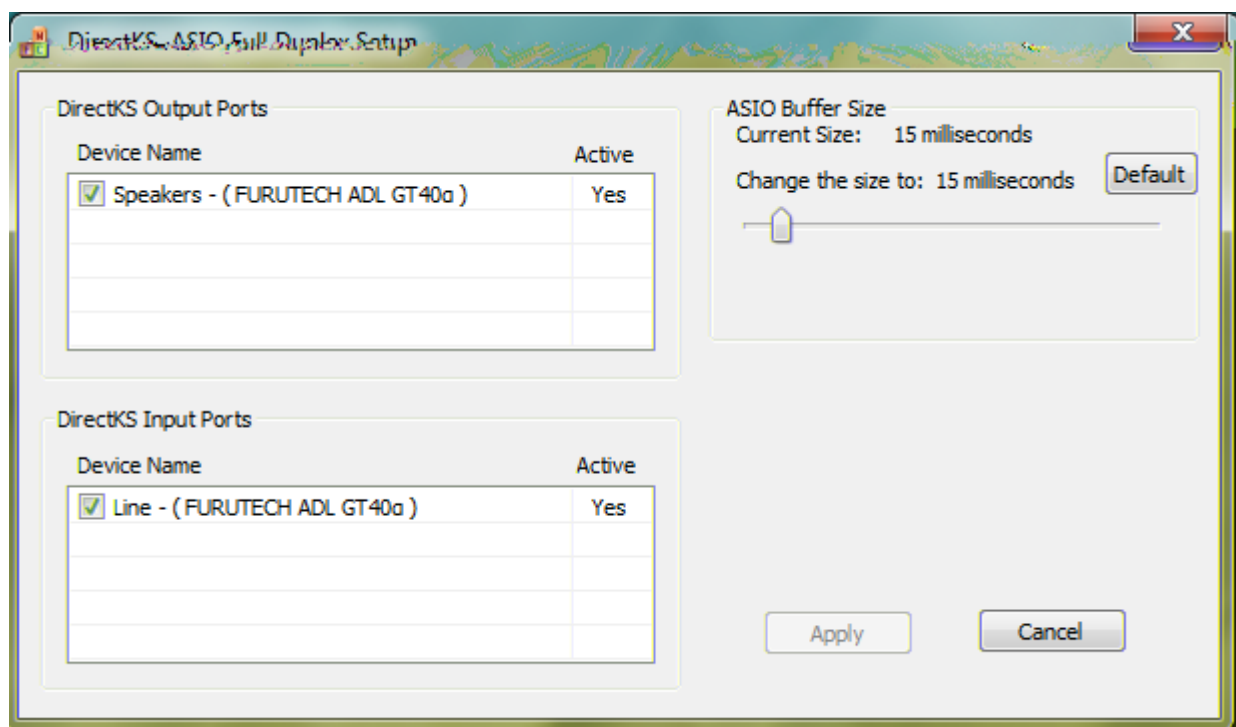 DirectKS - ASIO Full Duplex Setup
DirectKS Output Ports
Device Name Active
Speakers - ( FURUTECH ADL GT40α ) Yes
ASIO Buffer Size
Current Size: 15 milliseconds
Change the size to: 15 milliseconds
Default
DirectKS Input Ports
Device Name Active
Line - ( FURUTECH ADL GT40α ) Yes
Apply
Cancel